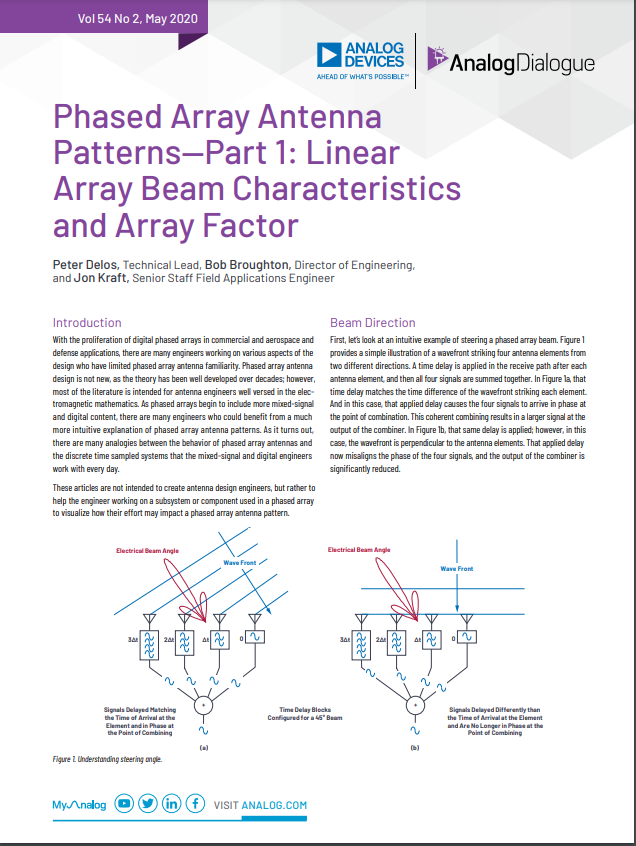 Vol 54 No 2, May 2020
ANALOG
DEVICES
AHEAD OF WHAT'S POSSIBLE™
AnalogDialogue
Phased Array Antenna
Patterns—Part 1: Linear
Array Beam Characteristics
and Array Factor
Peter Delos, Technical Lead, Bob Broughton, Director of Engineering,
and Jon Kraft, Senior Staff Field Applications Engineer
Introduction
With the proliferation of digital phased arrays in commercial and aerospace and
defense applications, there are many engineers working on various aspects of the
design who have limited phased array antenna familiarity. Phased array antenna
design is not new, as the theory has been well developed over decades; however,
most of the literature is intended for antenna engineers well versed in the elec-
tromagnetic mathematics. As phased arrays begin to include more mixed-signal
and digital content, there are many engineers who could benefit from a much
more intuitive explanation of phased array antenna patterns. As it turns out,
there are many analogies between the behavior of phased array antennas and
the discrete time sampled systems that the mixed-signal and digital engineers
work with every day.
These articles are not intended to create antenna design engineers, but rather to
help the engineer working on a subsystem or component used in a phased array
to visualize how their effort may impact a phased array antenna pattern.
Beam Direction
First, let's look at an intuitive example of steering a phased array beam. Figure 1
provides a simple illustration of a wavefront striking four antenna elements from
two different directions. A time delay is applied in the receive path after each
antenna element, and then all four signals are summed together. In Figure 1a, that
time delay matches the time difference of the wavefront striking each element.
And in this case, that applied delay causes the four signals to arrive in phase at
the point of combination. This coherent combining results in a larger signal at the
output of the combiner. In Figure 1b, that same delay is applied; however, in this
case, the wavefront is perpendicular to the antenna elements. That applied delay
now misaligns the phase of the four signals, and the output of the combiner is
significantly reduced.
Electrical Beam Angle
Wave Front
3Δt
2Δt
Δt
0
+
Signals Delayed Matching
the Time of Arrival at the
Element and in Phase at
the Point of Combining
Time Delay Blocks
Configured for a 45° Beam
(a)
Electrical Beam Angle
Wave Front
3Δt
2Δt
Δt
0
+
Signals Delayed Differently than
the Time of Arrival at the Element
and Are No Longer in Phase at the
Point of Combining
(b)
Figure 1. Understanding steering angle.
MyAnalog
VISIT ANALOG.COM